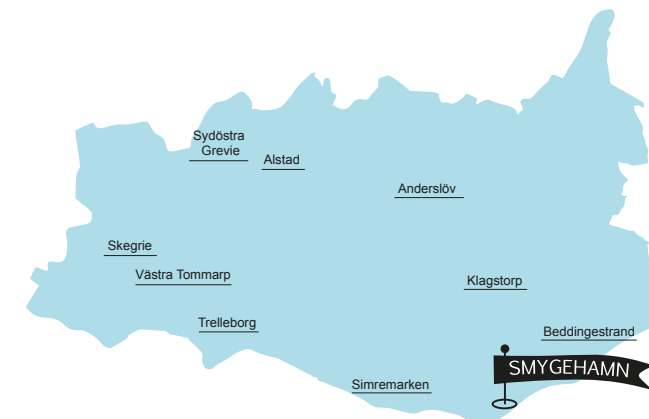 Sydöstra
Grevie
Alstad
Anderslöv
Skegrie
Västra Tommarp
Klagstorp
Trelleborg
Beddingestrand
SMYGEHAMN
Simremarken